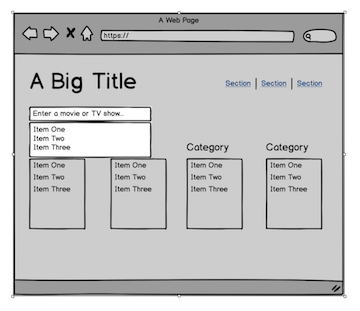 A Web Page
https://
A Big Title
Section Section Section
Enter a movie or TV show...
Item One
Item Two
Item Three
Category Category
Item One Item One Item One Item One
Item Two Item Two Item Two Item Two
Item Three Item Three Item Three Item Three